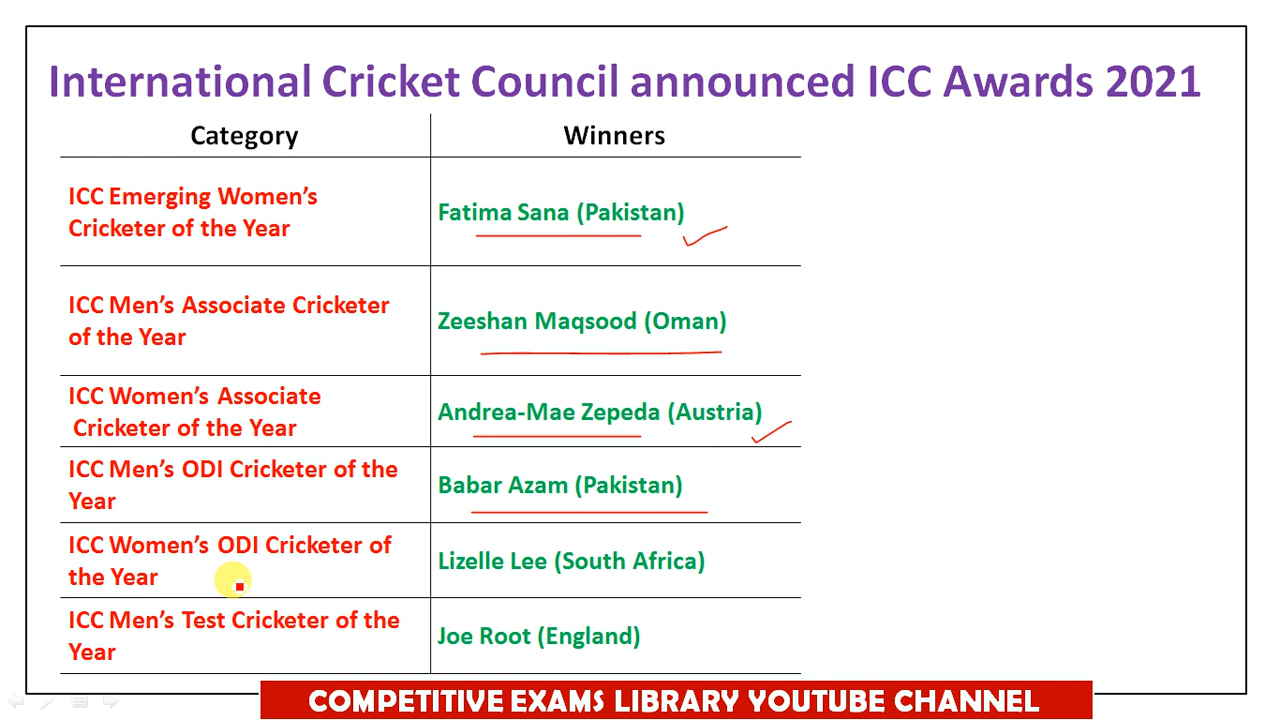 International Cricket Council announced ICC Awards 2021
Category
Winners
ICC Emerging Women's
Cricketer of the Year
Fatima Sana (Pakistan)
ICC Men's Associate Cricketer
of the Year
Zeeshan Maqsood (Oman)
ICC Women's Associate
Cricketer of the Year
Andrea-Mae Zepeda (Austria)
ICC Men's ODI Cricketer of the
Year
Babar Azam (Pakistan)
ICC Women's ODI Cricketer of
the Year
Lizelle Lee (South Africa)
ICC Men's Test Cricketer of the
Year
Joe Root (England)
COMPETITIVE EXAMS LIBRARY YOUTUBE CHANNEL